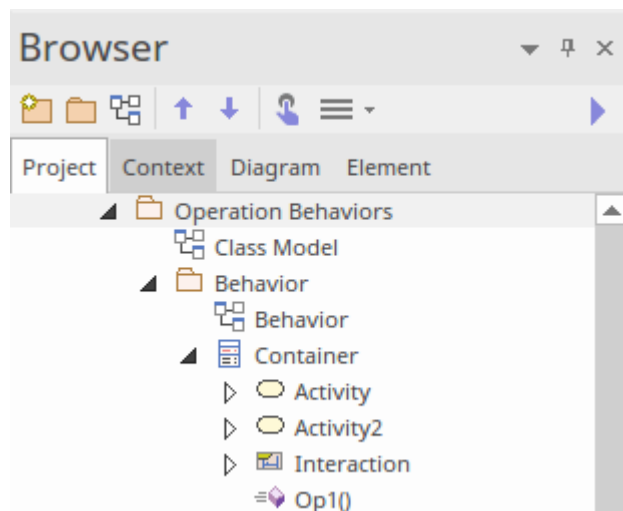 Browser
Project Context Diagram Element
Operation Behaviors
Class Model
Behavior
Behavior
Container
Activity
Activity2
Interaction
Op1()